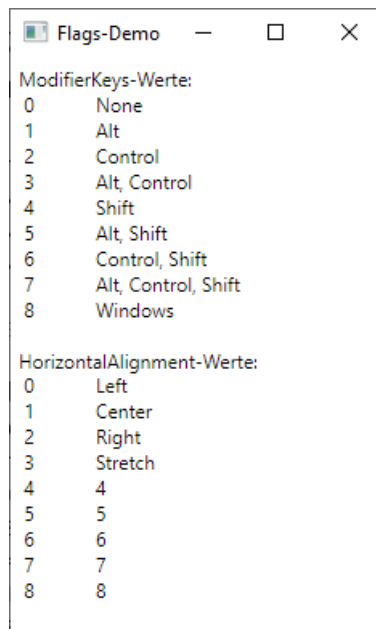 Flags-Demo
ModifierKeys-Werte:
0 None
1 Alt
2 Control
3 Alt, Control
4 Shift
5 Alt, Shift
6 Control, Shift
7 Alt, Control, Shift
8 Windows
HorizontalAlignment-Werte:
0 Left
1 Center
2 Right
3 Stretch
4 4
5 5
6 6
7 7
8 8